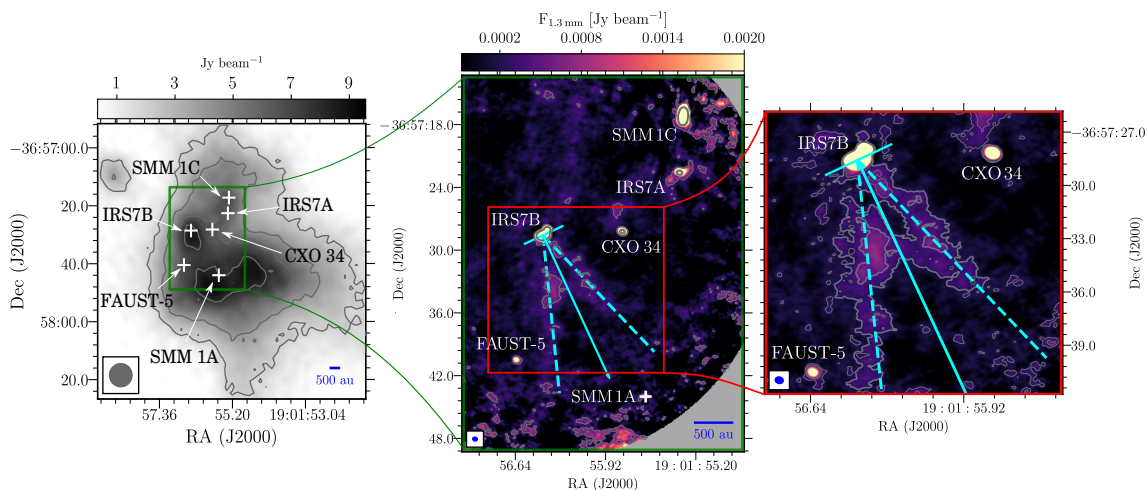 Jy beam⁻¹
1 3 5 7 9
Dec (J2000)
−36:57:00.0
20.0
40.0
58:00.0
20.0
SMM 1C
IRS7B
IRS7A
CXO 34
FAUST-5
SMM 1A
500 au
57.36 55.20 19:01:53.04
RA (J2000)
F₁.₃ ₘₘ [Jy beam⁻¹]
0.0002 0.0008 0.0014 0.0020
Dec (J2000)
−36:57:18.0
24.0
30.0
36.0
42.0
48.0
SMM 1C
IRS7A
IRS7B
CXO 34
FAUST-5
SMM 1A
500 au
56.64 55.92 19 : 01 : 55.20
RA (J2000)
IRS7B
CXO 34
FAUST-5
−36:57:27.0
30.0
33.0
36.0
39.0
Dec (J2000)
56.64 19 : 01 : 55.92
RA (J2000)